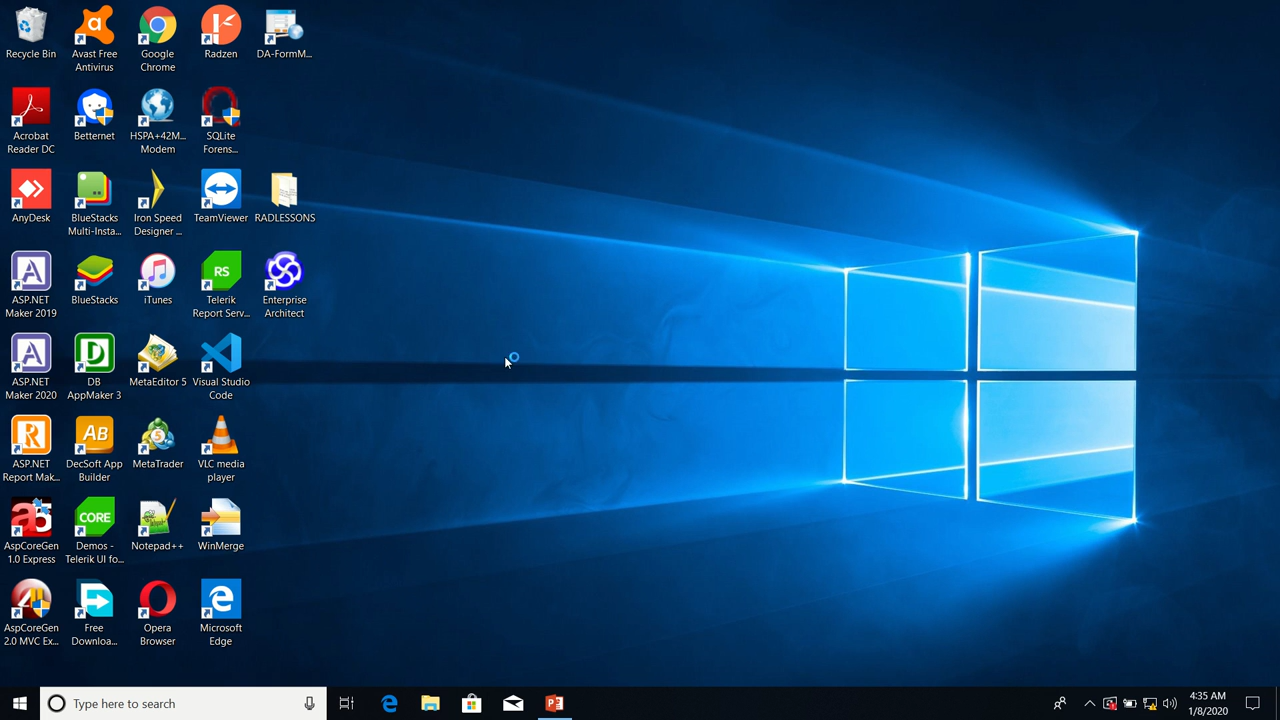 Recycle Bin
Avast Free
Antivirus
Google
Chrome
Radzen
DA-FormM...
Acrobat
Reader DC
Betternet
HSPA+42M...
Modem
SQLite
Forens...
AnyDesk
BlueStacks
Multi-Insta...
Iron Speed
Designer ...
TeamViewer
RADLESSONS
ASP.NET
Maker 2019
BlueStacks
iTunes
RS
Telerik
Report Serv...
Enterprise
Architect
ASP.NET
Maker 2020
DB
AppMaker 3
MetaEditor 5
Visual Studio
Code
ASP.NET
Report Mak...
AB
DecSoft App
Builder
MetaTrader
VLC media
player
AspCoreGen
1.0 Express
CORE
Demos -
Telerik UI fo...
Notepad++
WinMerge
AspCoreGen
2.0 MVC Ex...
Free
Downloa...
Opera
Browser
Microsoft
Edge
Type here to search
4:35 AM
1/8/2020